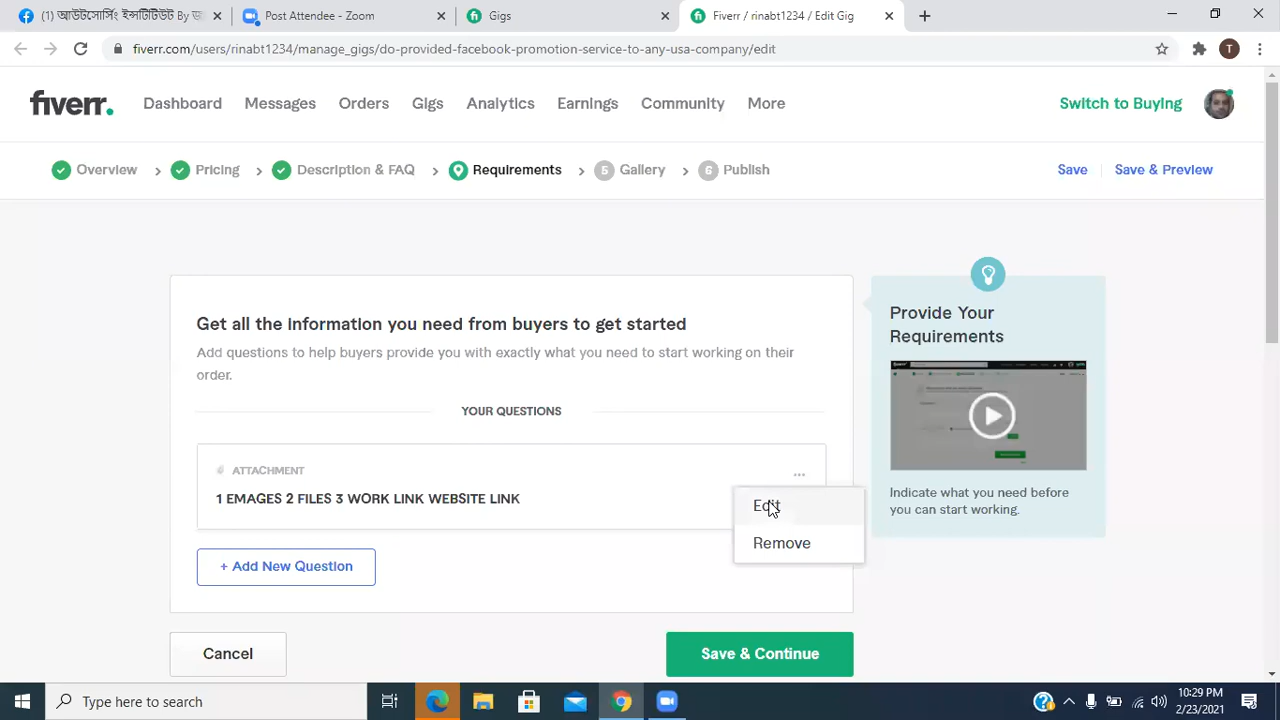 (1) আউটসোর্সিং ইন্সটিটিউট By
Post Attendee - Zoom
Gigs
Fiverr / rinabt1234 / Edit Gig
fiverr.com/users/rinabt1234/manage_gigs/do-provided-facebook-promotion-service-to-any-usa-company/edit
T
fiverr.
Dashboard
Messages
Orders
Gigs
Analytics
Earnings
Community
More
Switch to Buying
Overview
Pricing
Description & FAQ
Requirements
5 Gallery
6 Publish
Save
Save & Preview
Get all the information you need from buyers to get started
Add questions to help buyers provide you with exactly what you need to start working on their
order.
YOUR QUESTIONS
ATTACHMENT
...
1 EMAGES 2 FILES 3 WORK LINK WEBSITE LINK
Edit
Remove
+ Add New Question
Cancel
Save & Continue
Provide Your
Requirements
Indicate what you need before
you can start working.
Type here to search
10:29 PM
2/23/2021